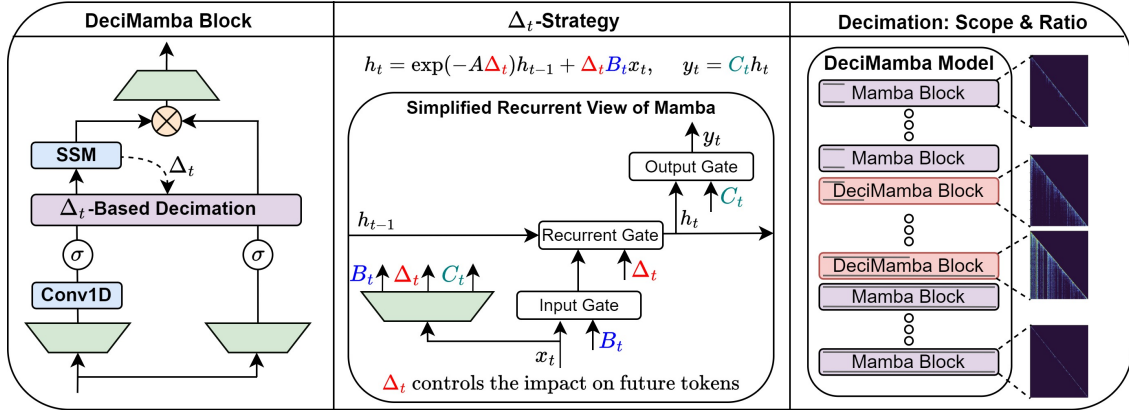 DeciMamba Block
SSM
Δt
Δt-Based Decimation
σ
σ
Conv1D
Δt-Strategy
ht = exp(−AΔt)ht−1 + ΔtBtxt, yt = Ctht
Simplified Recurrent View of Mamba
yt
Output Gate
Ct
ht−1
ht
Recurrent Gate
Bt Δt Ct
Δt
Input Gate
xt
Bt
Δt controls the impact on future tokens
Decimation: Scope & Ratio
DeciMamba Model
Mamba Block
Mamba Block
DeciMamba Block
DeciMamba Block
Mamba Block
Mamba Block